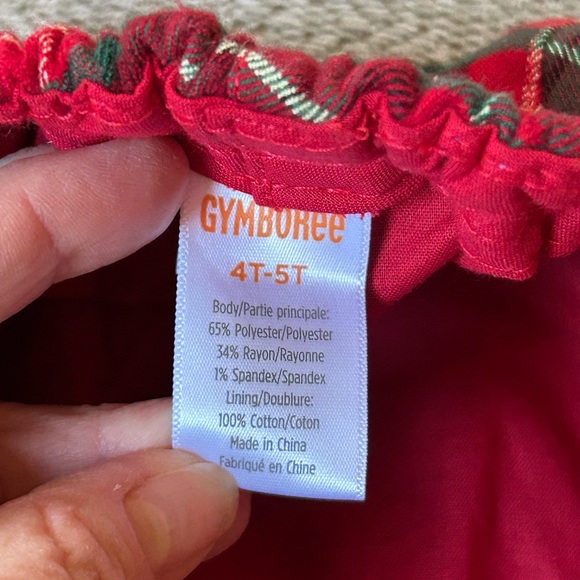 GYMBOREE
4T-5T
Body/Partie principale:
65% Polyester/Polyester
34% Rayon/Rayonne
1% Spandex/Spandex
Lining/Doublure:
100% Cotton/Coton
Made in China
Fabriqué en Chine